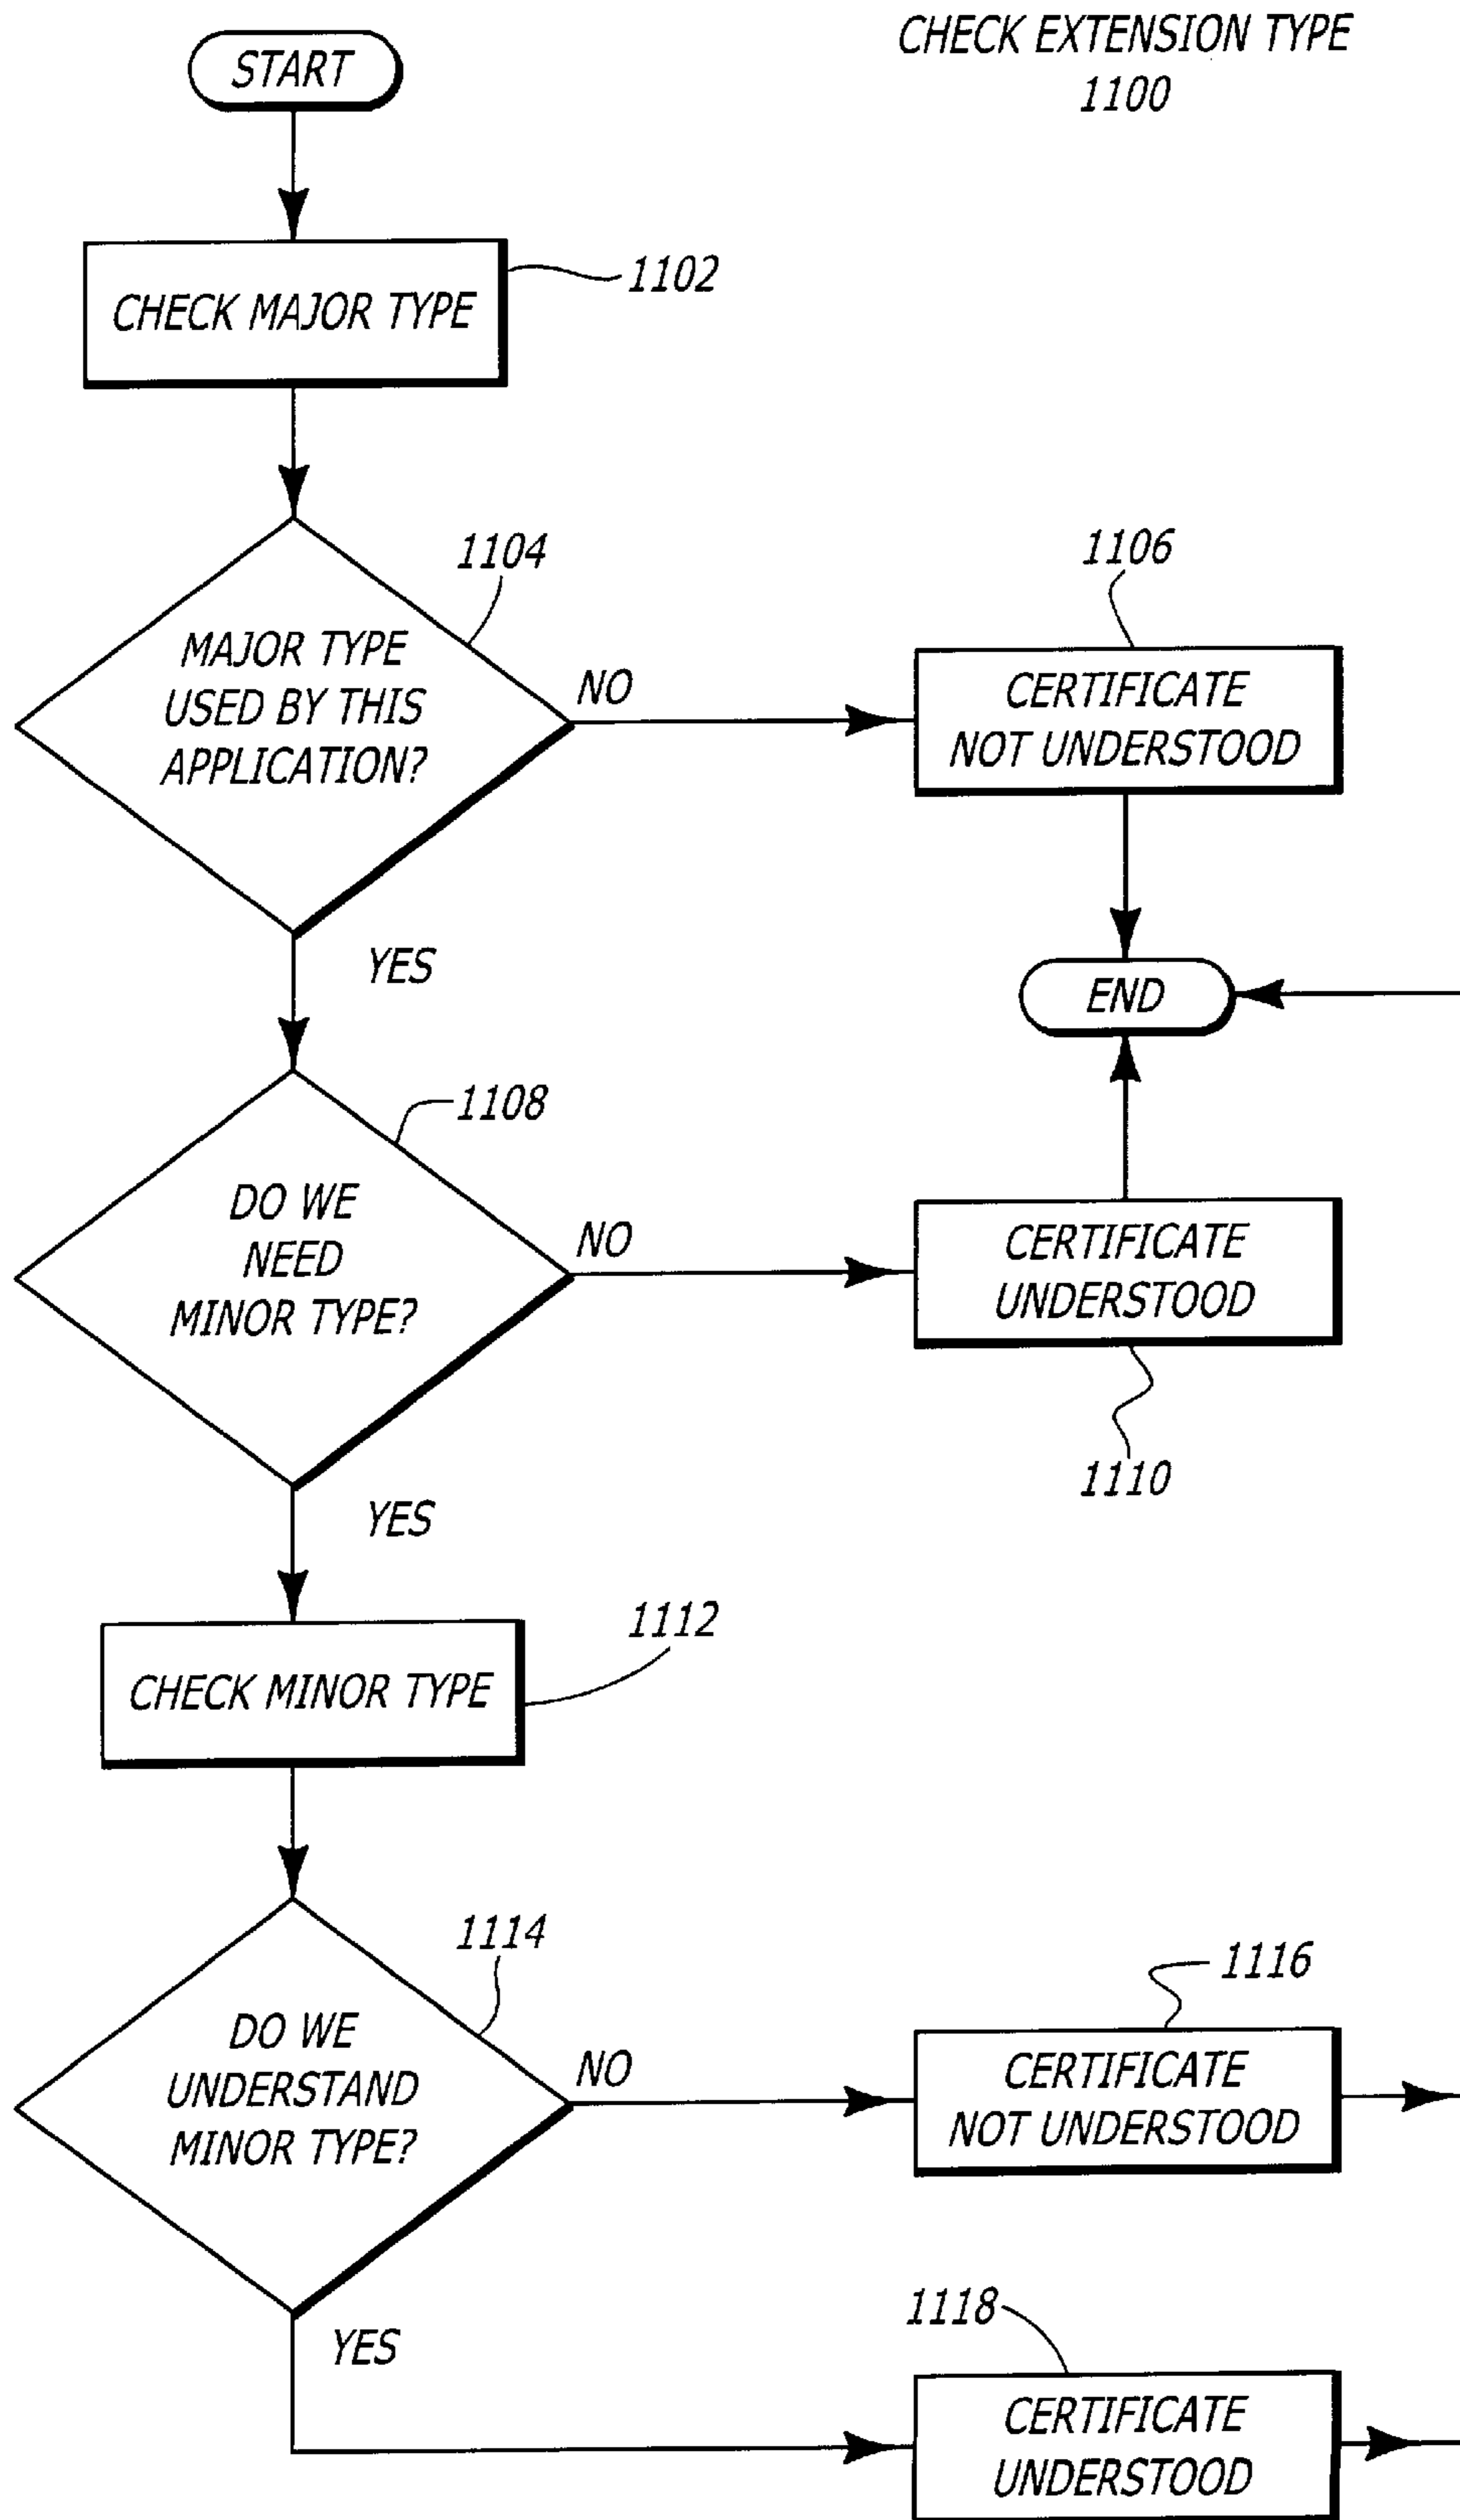 CHECK EXTENSION TYPE
1100
START
CHECK MAJOR TYPE
1102
1104
MAJOR TYPE
USED BY THIS
APPLICATION?
NO
1106
CERTIFICATE
NOT UNDERSTOOD
YES
END
1108
DO WE
NEED
MINOR TYPE?
NO
CERTIFICATE
UNDERSTOOD
1110
YES
1112
CHECK MINOR TYPE
1114
DO WE
UNDERSTAND
MINOR TYPE?
NO
1116
CERTIFICATE
NOT UNDERSTOOD
YES
1118
CERTIFICATE
UNDERSTOOD